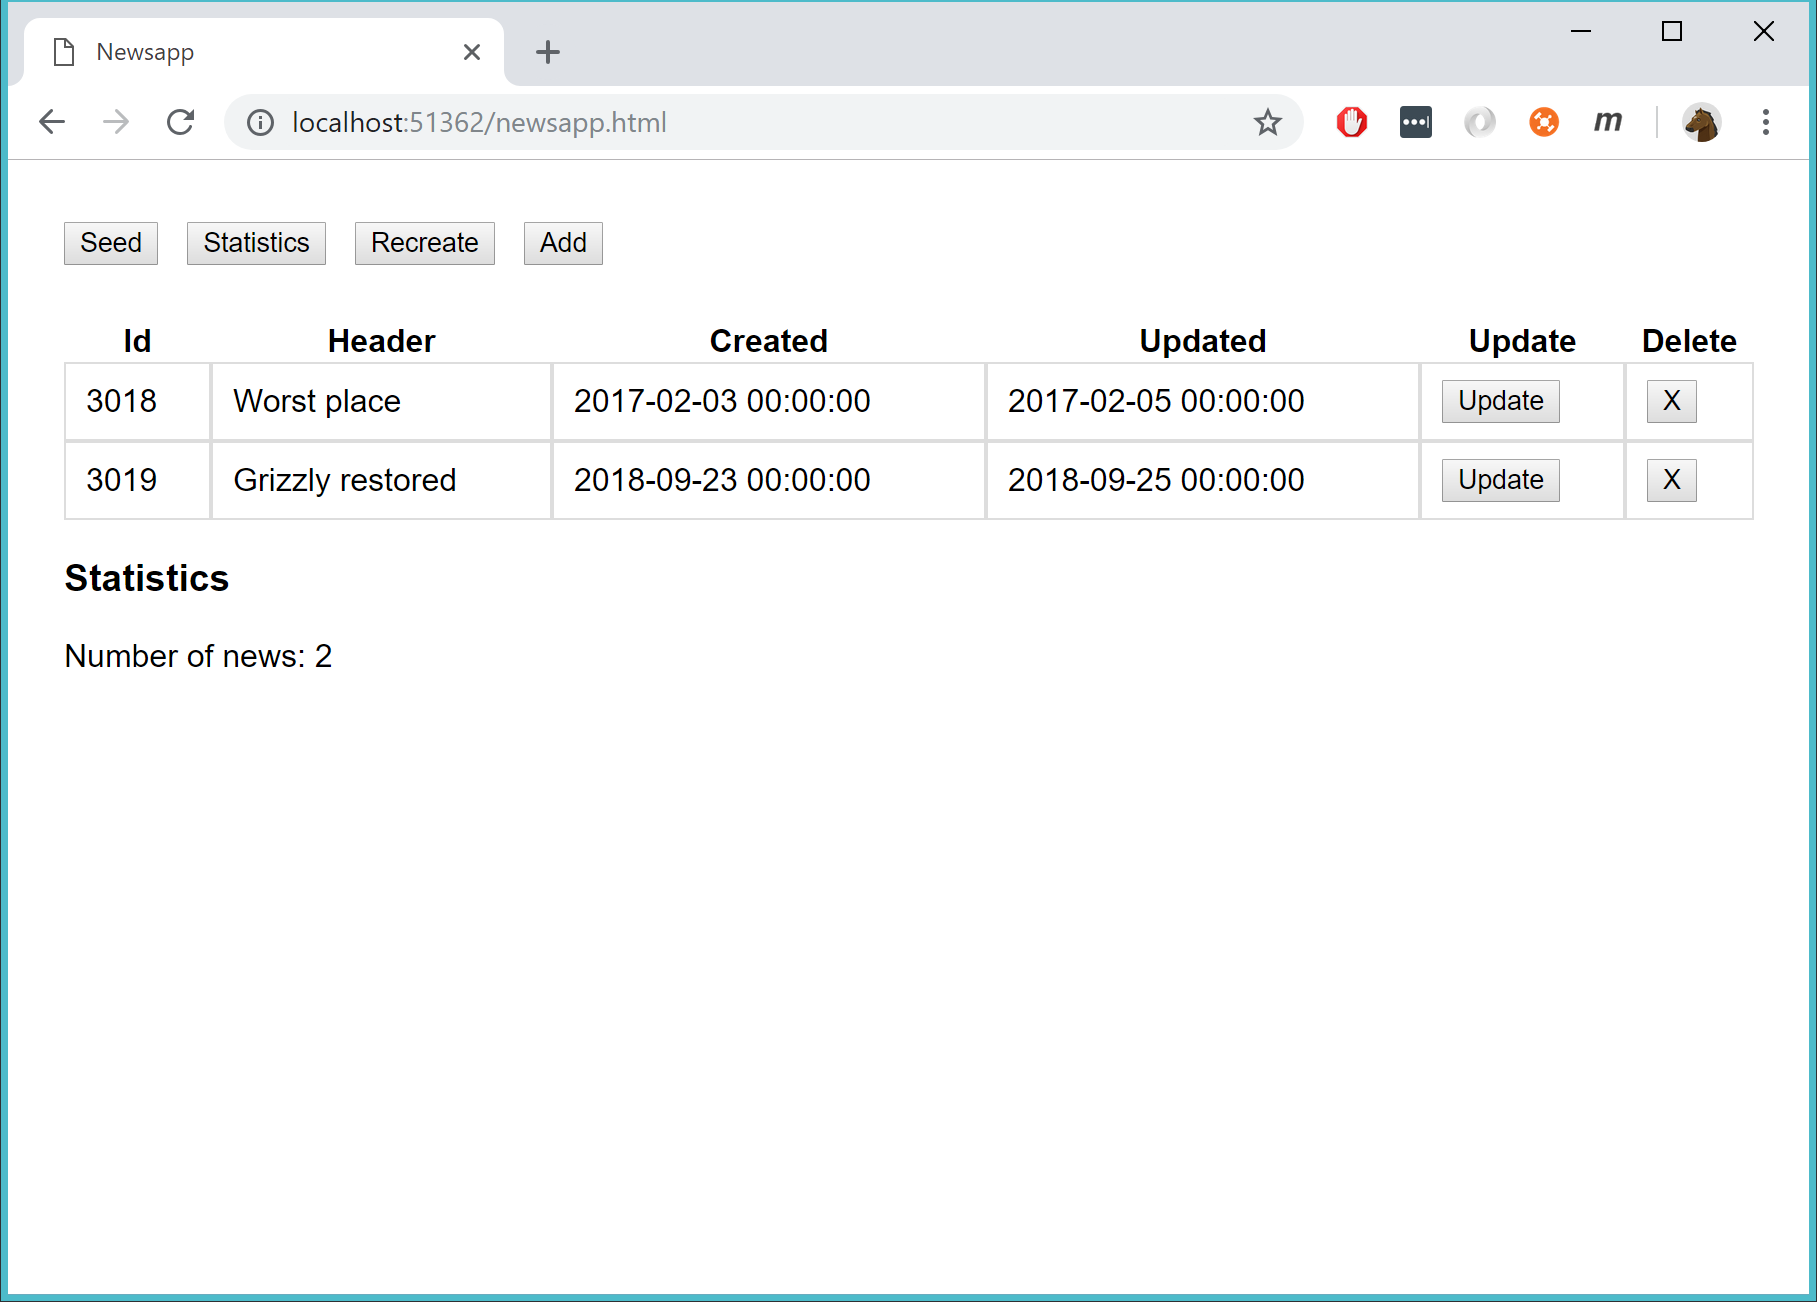 Newsapp
localhost:51362/newsapp.html
m
Seed Statistics Recreate Add
Id Header Created Updated Update Delete
3018 Worst place 2017-02-03 00:00:00 2017-02-05 00:00:00 Update X
3019 Grizzly restored 2018-09-23 00:00:00 2018-09-25 00:00:00 Update X
Statistics
Number of news: 2